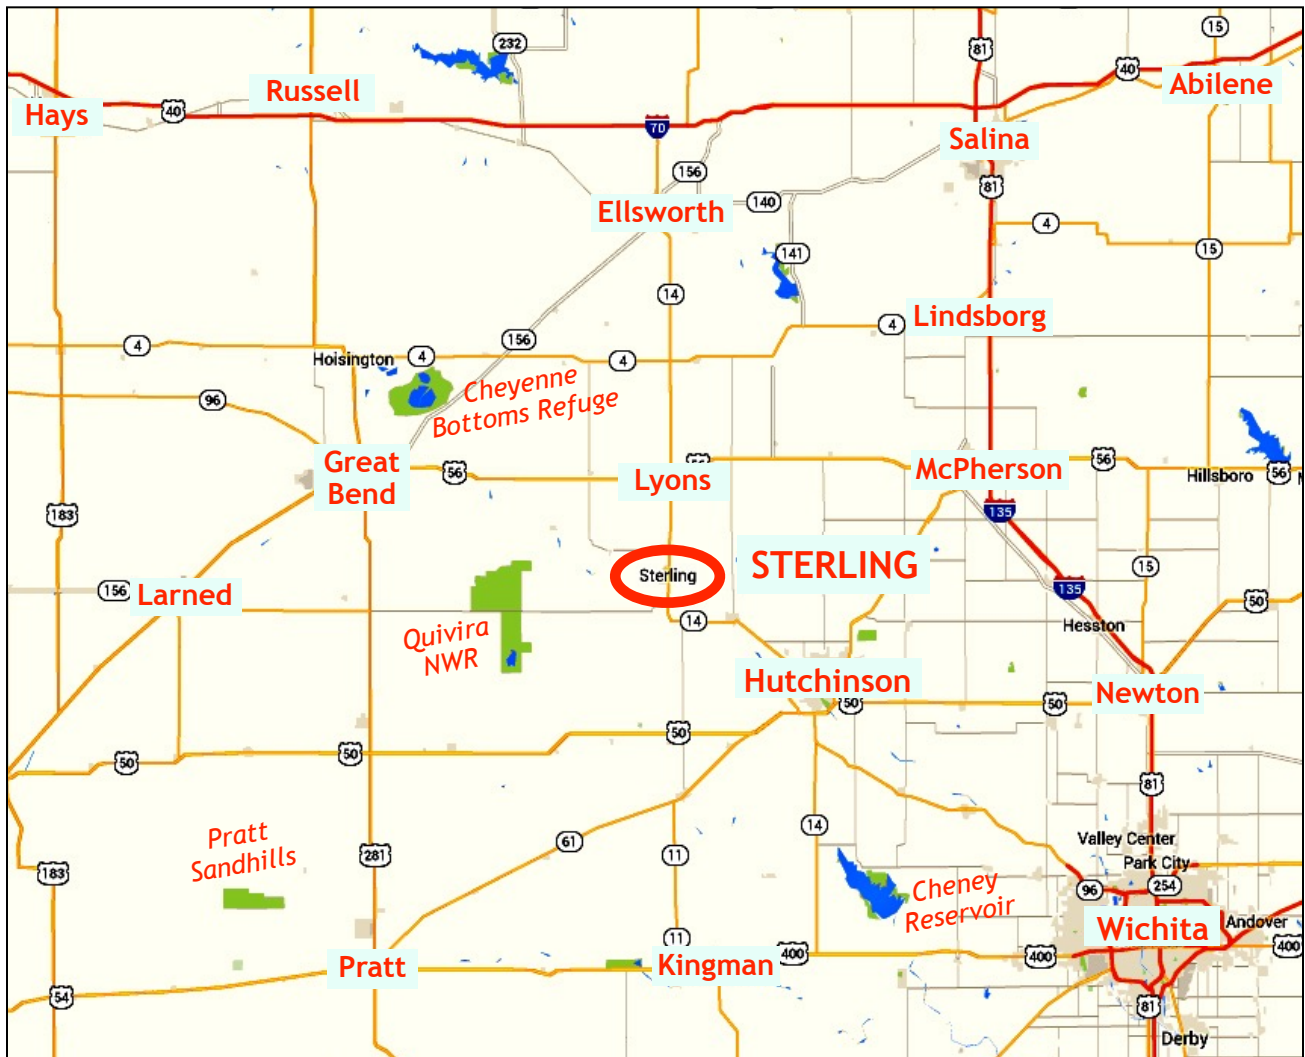 232
81
15
40
Abilene
Russell
Hays
40
70
Salina
156
81
Ellsworth
140
4
15
141
14
Lindsborg
4
156
4
Hoisington
4
4
Cheyenne
Bottoms Refuge
96
Great
Bend
56
Lyons
McPherson
56
Hillsboro
56
183
135
STERLING
Sterling
156
Larned
15
135
50
14
Hesston
Quivira
NWR
Hutchinson
50
50
Newton
50
50
50
81
14
Valley Center
Pratt
Sandhills
61
11
281
Park City
183
96
254
Cheney
Reservoir
Wichita
Andover
11
400
400
400
Pratt
Kingman
54
81
Derby